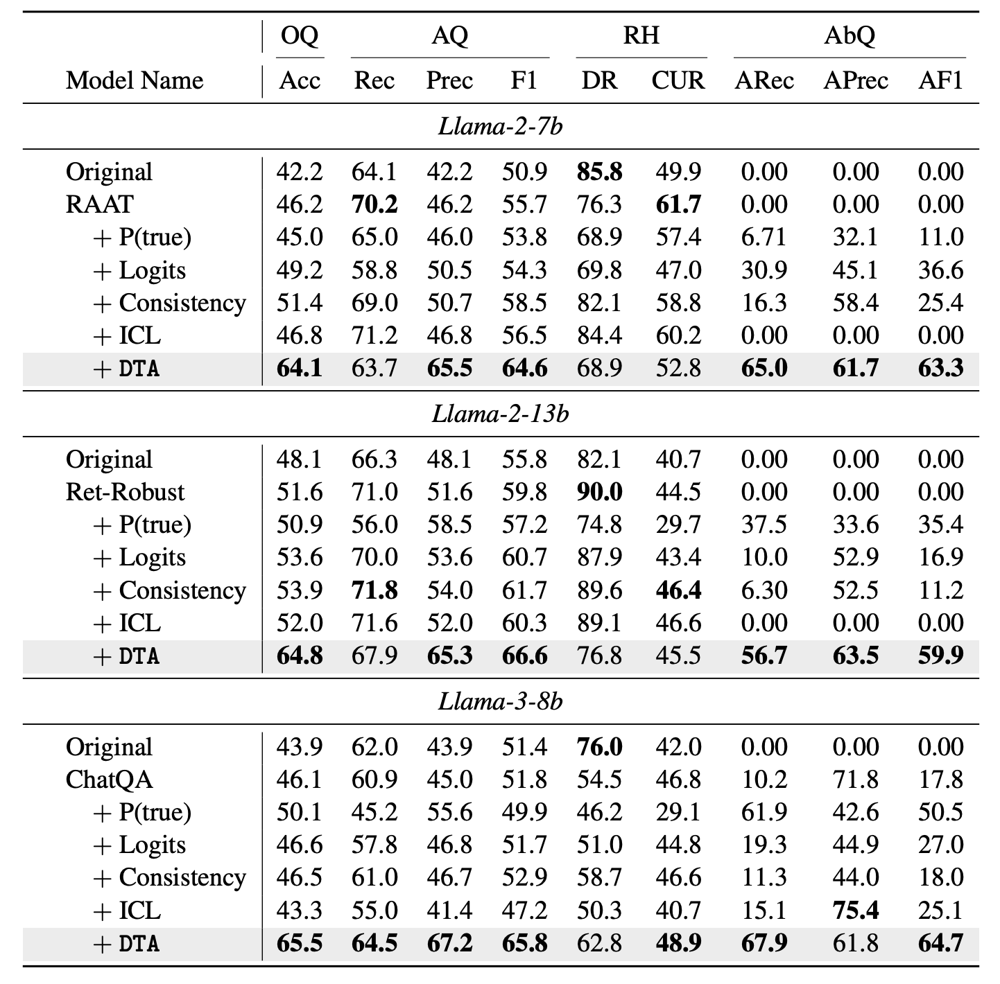 OQ AQ RH AbQ
Model Name Acc Rec Prec F1 DR CUR ARec APrec AF1
Llama-2-7b
Original 42.2 64.1 42.2 50.9 85.8 49.9 0.00 0.00 0.00
RAAT 46.2 70.2 46.2 55.7 76.3 61.7 0.00 0.00 0.00
+ P(true) 45.0 65.0 46.0 53.8 68.9 57.4 6.71 32.1 11.0
+ Logits 49.2 58.8 50.5 54.3 69.8 47.0 30.9 45.1 36.6
+ Consistency 51.4 69.0 50.7 58.5 82.1 58.8 16.3 58.4 25.4
+ ICL 46.8 71.2 46.8 56.5 84.4 60.2 0.00 0.00 0.00
+ DTA 64.1 63.7 65.5 64.6 68.9 52.8 65.0 61.7 63.3
Llama-2-13b
Original 48.1 66.3 48.1 55.8 82.1 40.7 0.00 0.00 0.00
Ret-Robust 51.6 71.0 51.6 59.8 90.0 44.5 0.00 0.00 0.00
+ P(true) 50.9 56.0 58.5 57.2 74.8 29.7 37.5 33.6 35.4
+ Logits 53.6 70.0 53.6 60.7 87.9 43.4 10.0 52.9 16.9
+ Consistency 53.9 71.8 54.0 61.7 89.6 46.4 6.30 52.5 11.2
+ ICL 52.0 71.6 52.0 60.3 89.1 46.6 0.00 0.00 0.00
+ DTA 64.8 67.9 65.3 66.6 76.8 45.5 56.7 63.5 59.9
Llama-3-8b
Original 43.9 62.0 43.9 51.4 76.0 42.0 0.00 0.00 0.00
ChatQA 46.1 60.9 45.0 51.8 54.5 46.8 10.2 71.8 17.8
+ P(true) 50.1 45.2 55.6 49.9 46.2 29.1 61.9 42.6 50.5
+ Logits 46.6 57.8 46.8 51.7 51.0 44.8 19.3 44.9 27.0
+ Consistency 46.5 61.0 46.7 52.9 58.7 46.6 11.3 44.0 18.0
+ ICL 43.3 55.0 41.4 47.2 50.3 40.7 15.1 75.4 25.1
+ DTA 65.5 64.5 67.2 65.8 62.8 48.9 67.9 61.8 64.7